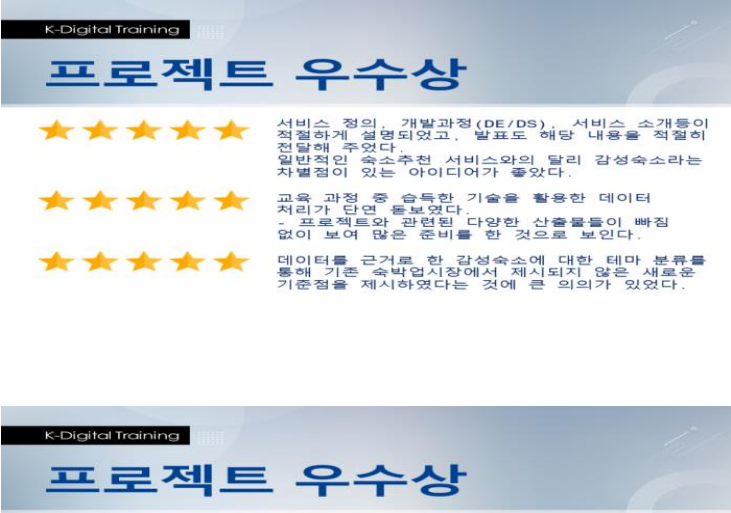 K-Digital Training
프로젝트 우수상
서비스 정의, 개발과정(DE/DS), 서비스 소개등이
적절하게 설명되었고, 발표도 해당 내용을 적절히
전달해 주었다.
일반적인 숙소추천 서비스와의 달리 감성숙소라는
차별점이 있는 아이디어가 좋았다.
교육 과정 중 습득한 기술을 활용한 데이터
처리가 단연 돋보였다.
- 프로젝트와 관련된 다양한 산출물들이 빠짐
없이 보여 많은 준비를 한 것으로 보인다.
데이터를 근거로 한 감성숙소에 대한 테마 분류를
통해 기존 숙박업시장에서 제시되지 않은 새로운
기준점을 제시하였다는 것에 큰 의의가 있었다.
K-Digital Training
프로젝트 우수상